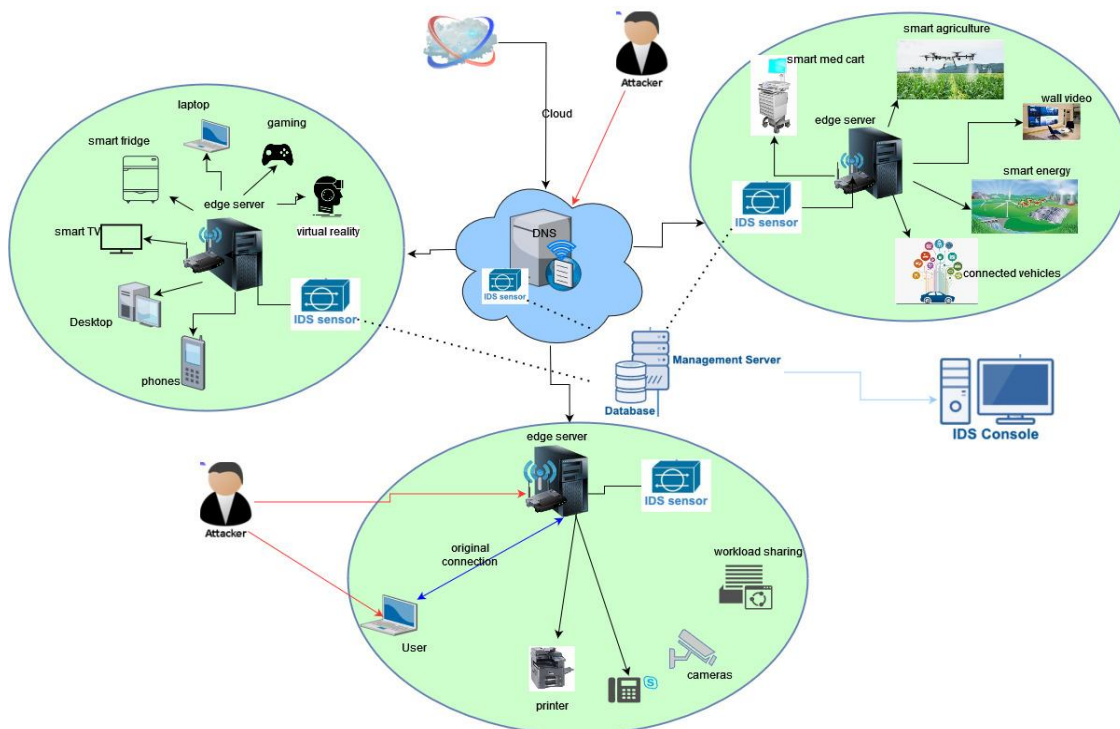 smart agriculture
smart med cart
Attacker
wall video
laptop
Cloud
gaming
edge server
smart fridge
smart energy
edge server
IDS sensor
smart TV
virtual reality
DNS
connected vehicles
IDS sensor
IDS sensor
Desktop
Management Server
phones
Database
IDS Console
edge server
IDS sensor
Attacker
original
connection
workload sharing
User
cameras
printer
S